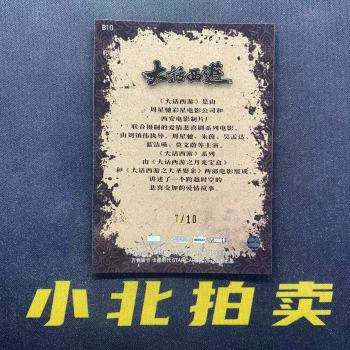 B10
大话西遊
《大话西游》是由
周星驰彩星电影公司和
西安电影制片厂
联合摄制的爱情悲喜剧系列电影，
由刘镇伟执导，周星驰、朱茵、吴孟达、
蓝洁瑛、莫文蔚等主演，
《大话西游》系列
由《大话西游之月光宝盒》
和《大话西游之大圣娶亲》两部电影组成，
讲述了一个跨越时空的
悲喜交加的爱情故事。
7/10
小北拍卖